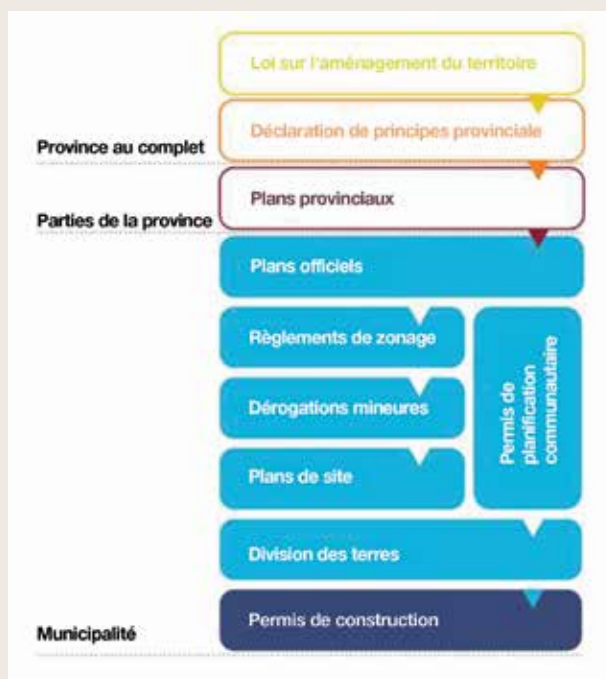 Loi sur l'aménagement du territoire
Déclaration de principes provinciale
Province au complet
Plans provinciaux
Parties de la province
Plans officiels
Règlements de zonage
Dérogations mineures
Plans de site
Permis de
planification
communautaire
Division des terres
Permis de construction
Municipalité